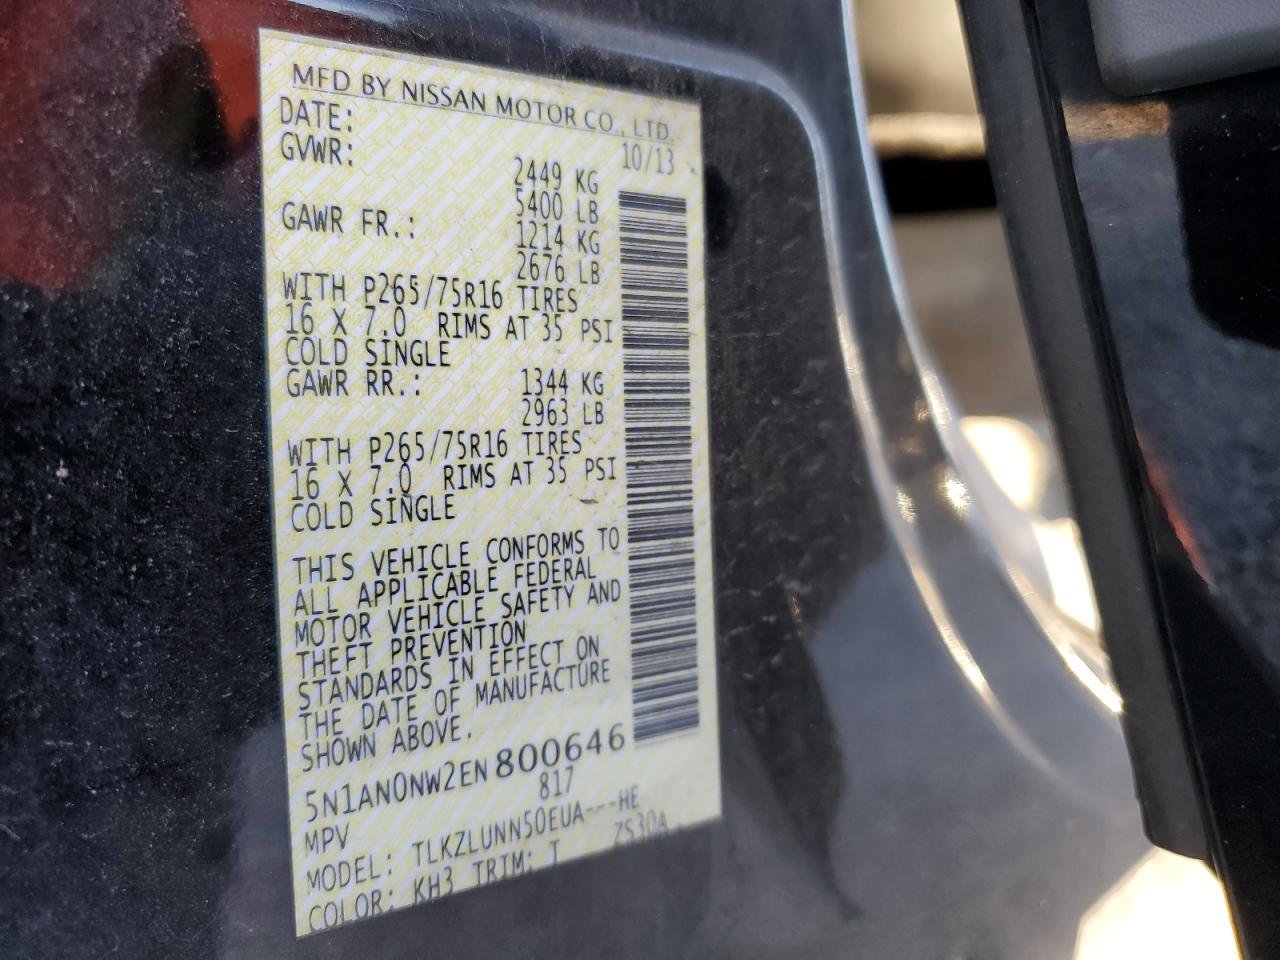 MFD BY NISSAN MOTOR CO., LTD.
DATE: 10/13
GVWR: 2449 KG
5400 LB
GAWR FR.: 1214 KG
2676 LB
WITH P265/75R16 TIRES
16 X 7.0 RIMS AT 35 PSI
COLD SINGLE
GAWR RR.: 1344 KG
2963 LB
WITH P265/75R16 TIRES
16 X 7.0 RIMS AT 35 PSI
COLD SINGLE
THIS VEHICLE CONFORMS TO
ALL APPLICABLE FEDERAL
MOTOR VEHICLE SAFETY AND
THEFT PREVENTION
STANDARDS IN EFFECT ON
THE DATE OF MANUFACTURE
SHOWN ABOVE.
5N1AN0NW2EN800646
MPV 817
MODEL: TLKZLUNN50EUA---HE
COLOR: KH3 TRIM: T ZS30A